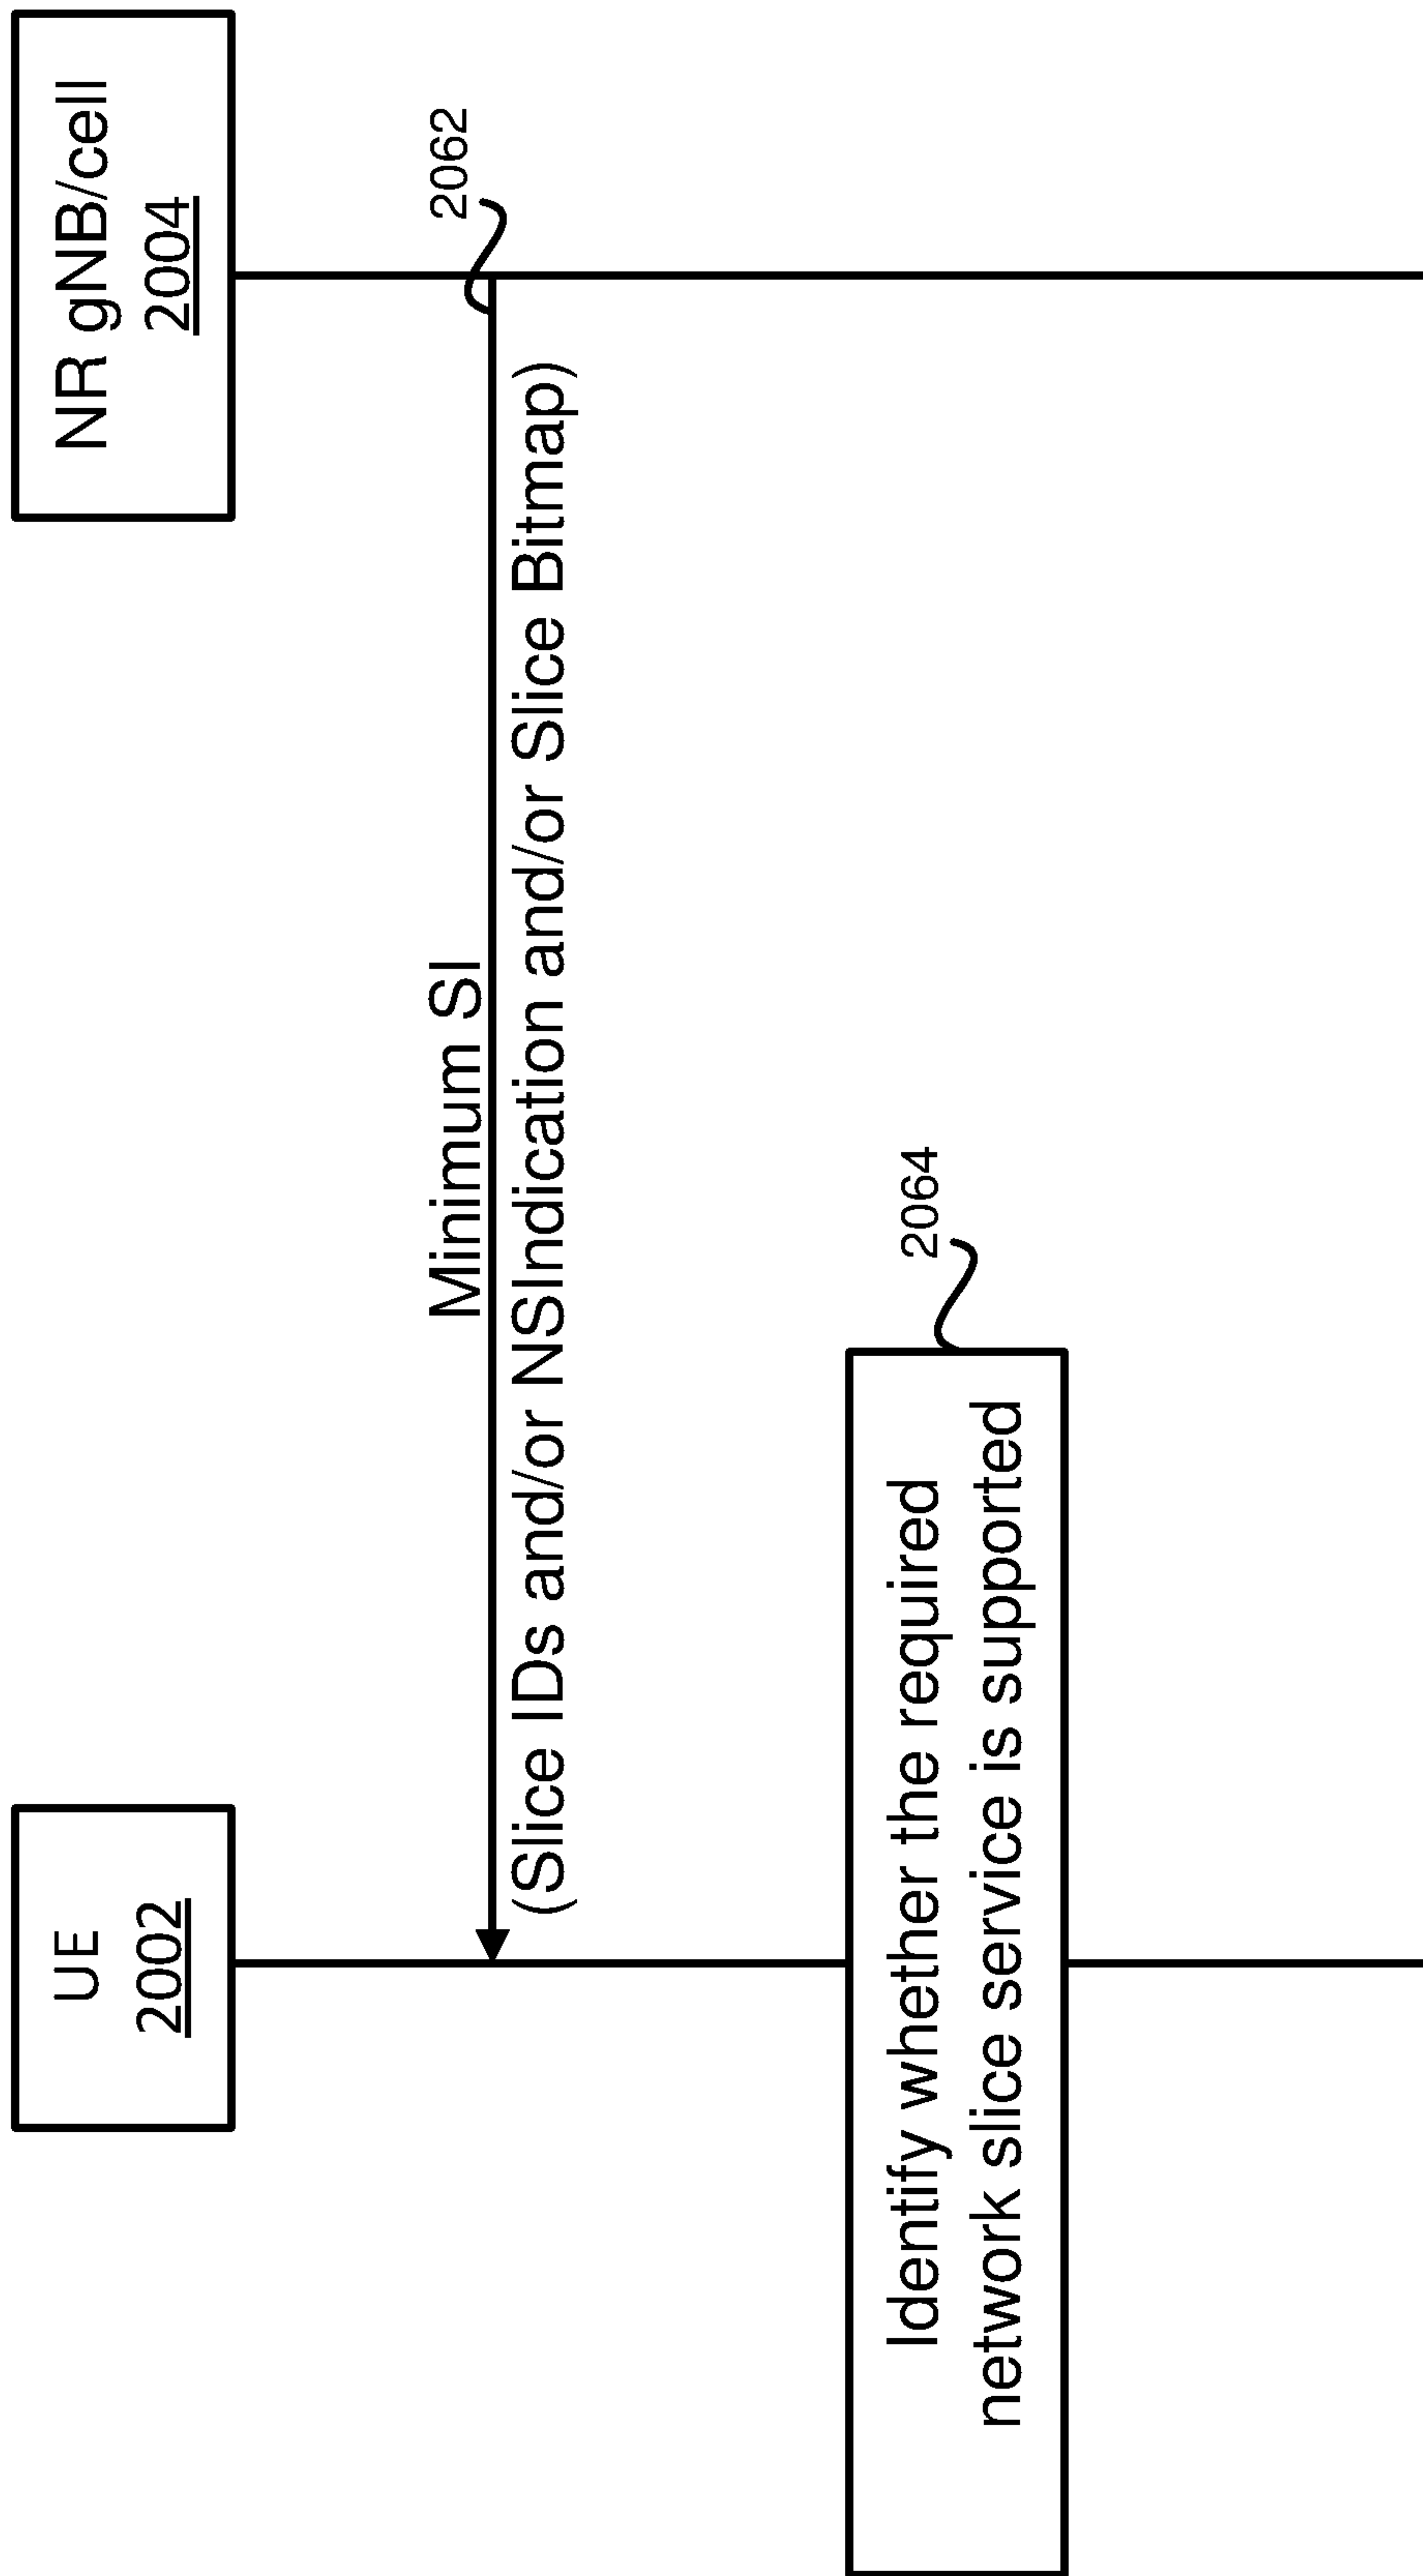 UE
2002
NR gNB/cell
2004
2062
Minimum SI
(Slice IDs and/or NSIndication and/or Slice Bitmap)
2064
Identify whether the required
network slice service is supported